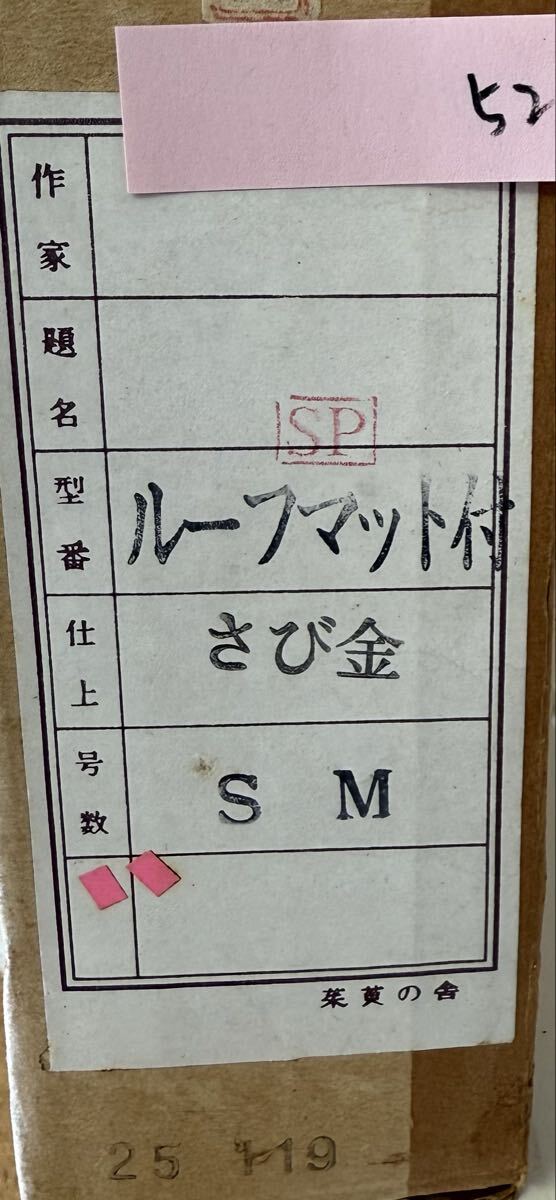 作家
題名
SP
型番 ルーフマット付
仕上 さび金
号数 S M
茱萸の舎
25 119